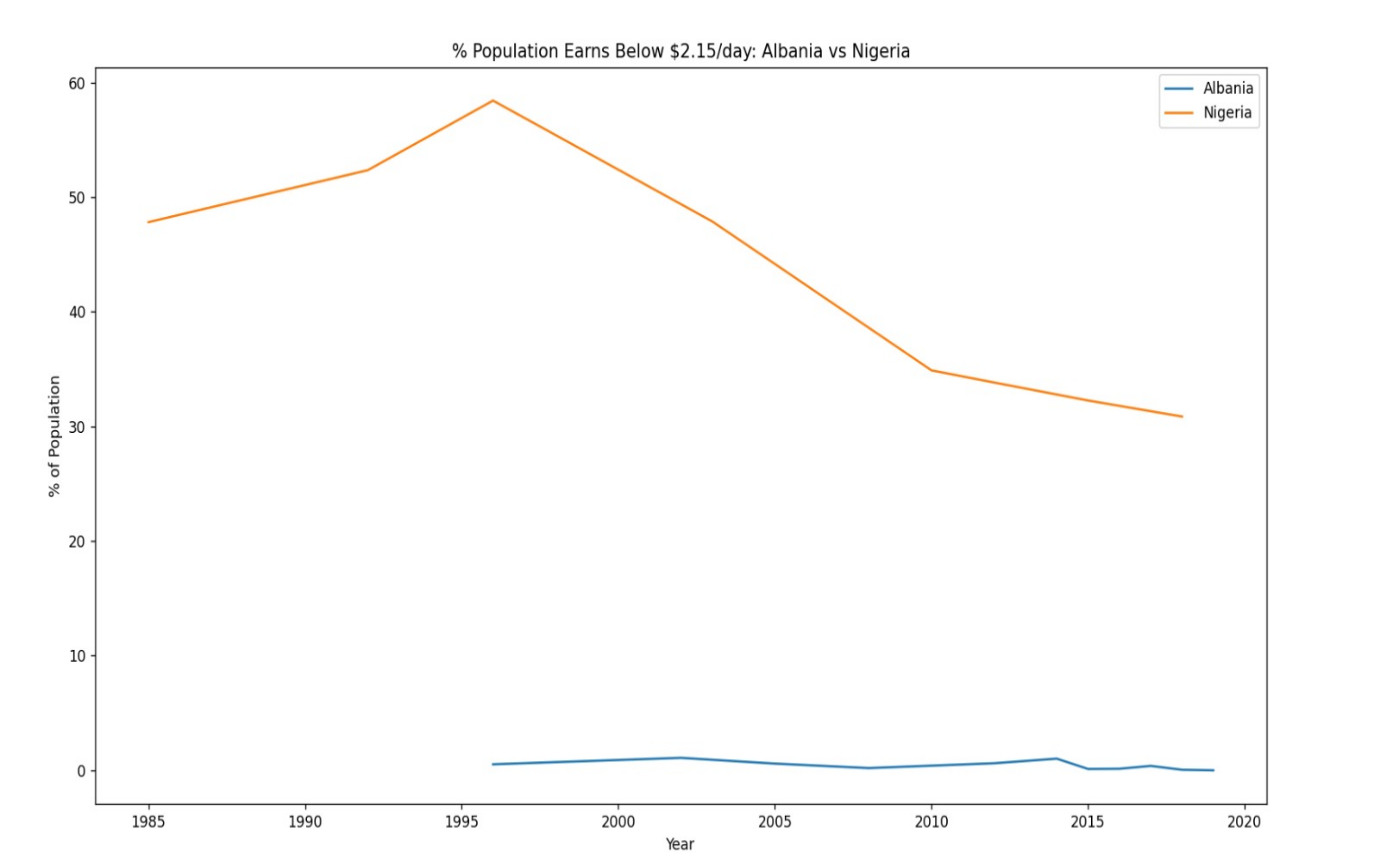 % Population Earns Below $2.15/day: Albania vs Nigeria
Albania
Nigeria
60
50
40
30
20
10
0
% of Population
1985 1990 1995 2000 2005 2010 2015 2020
Year